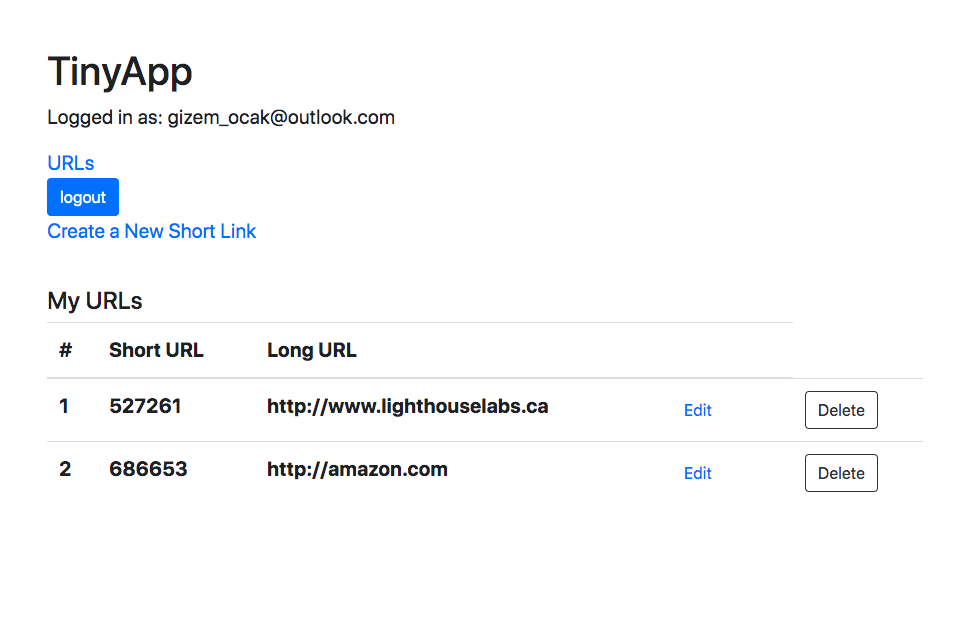 TinyApp
Logged in as: gizem_ocak@outlook.com
URLs
logout
Create a New Short Link
My URLs
# Short URL Long URL
1 527261 http://www.lighthouselabs.ca Edit Delete
2 686653 http://amazon.com Edit Delete